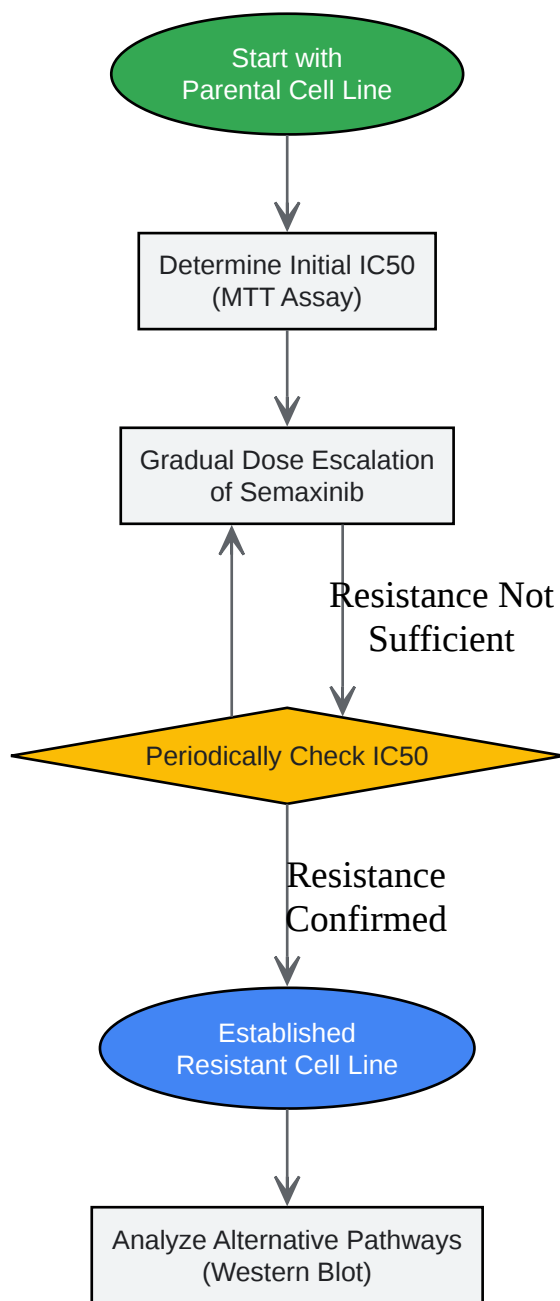 Start with
Parental Cell Line
Determine Initial IC50
(MTT Assay)
Gradual Dose Escalation
of Semaxinib
Resistance Not
Sufficient
Periodically Check IC50
Resistance
Confirmed
Established
Resistant Cell Line
Analyze Alternative Pathways
(Western Blot)